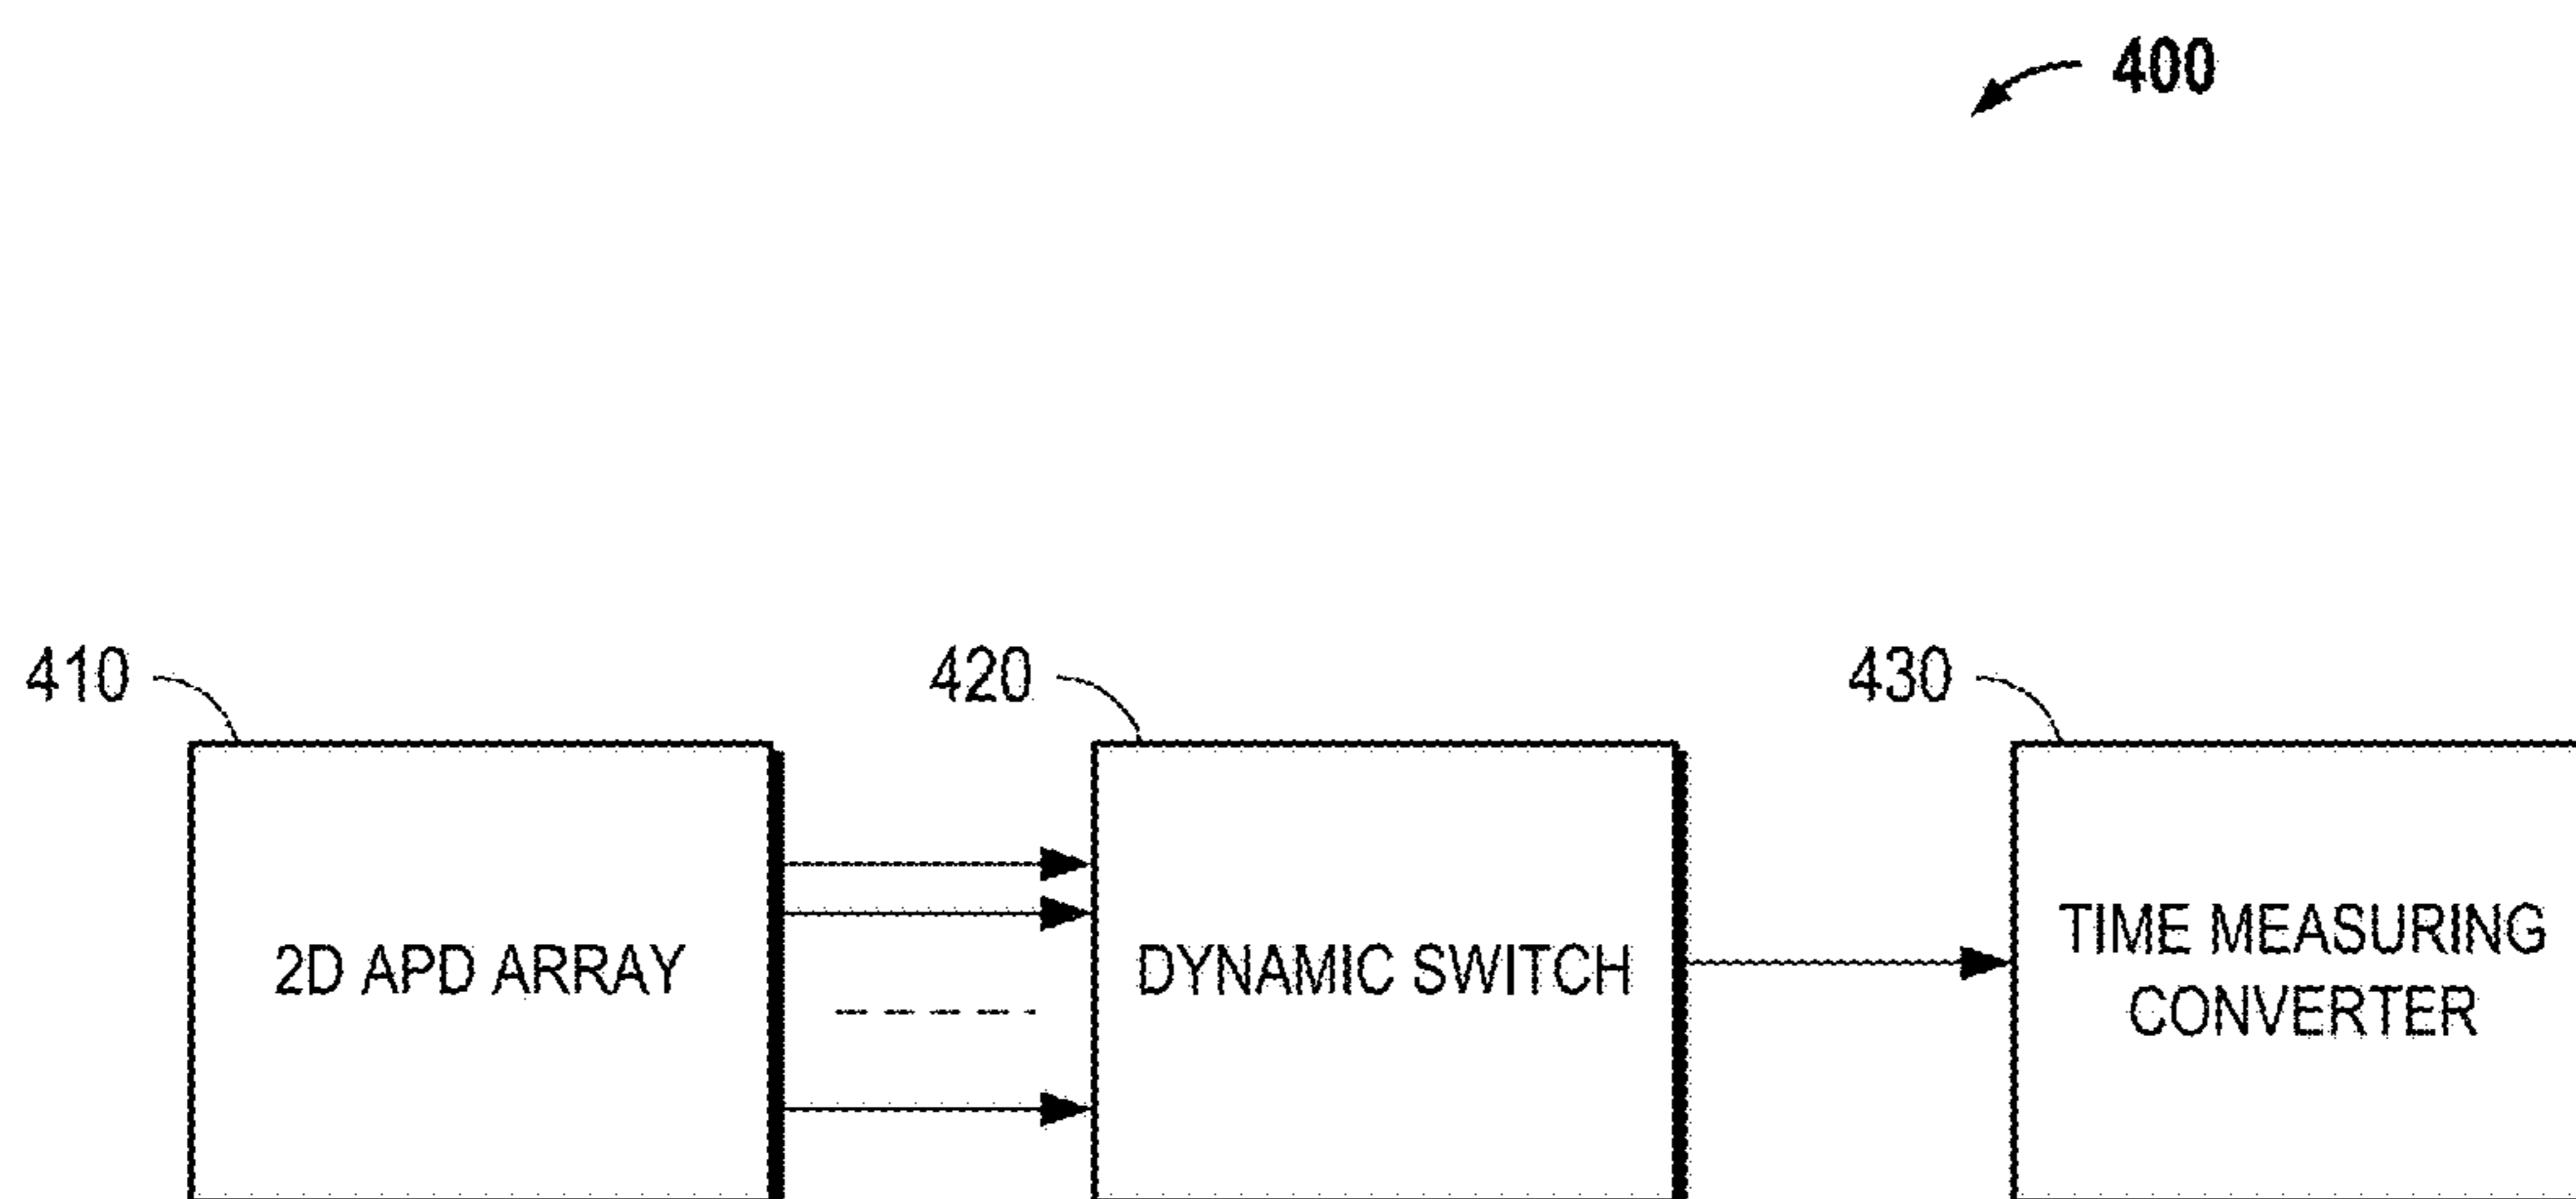 400
410
420
430
2D APD ARRAY
DYNAMIC SWITCH
TIME MEASURING
CONVERTER